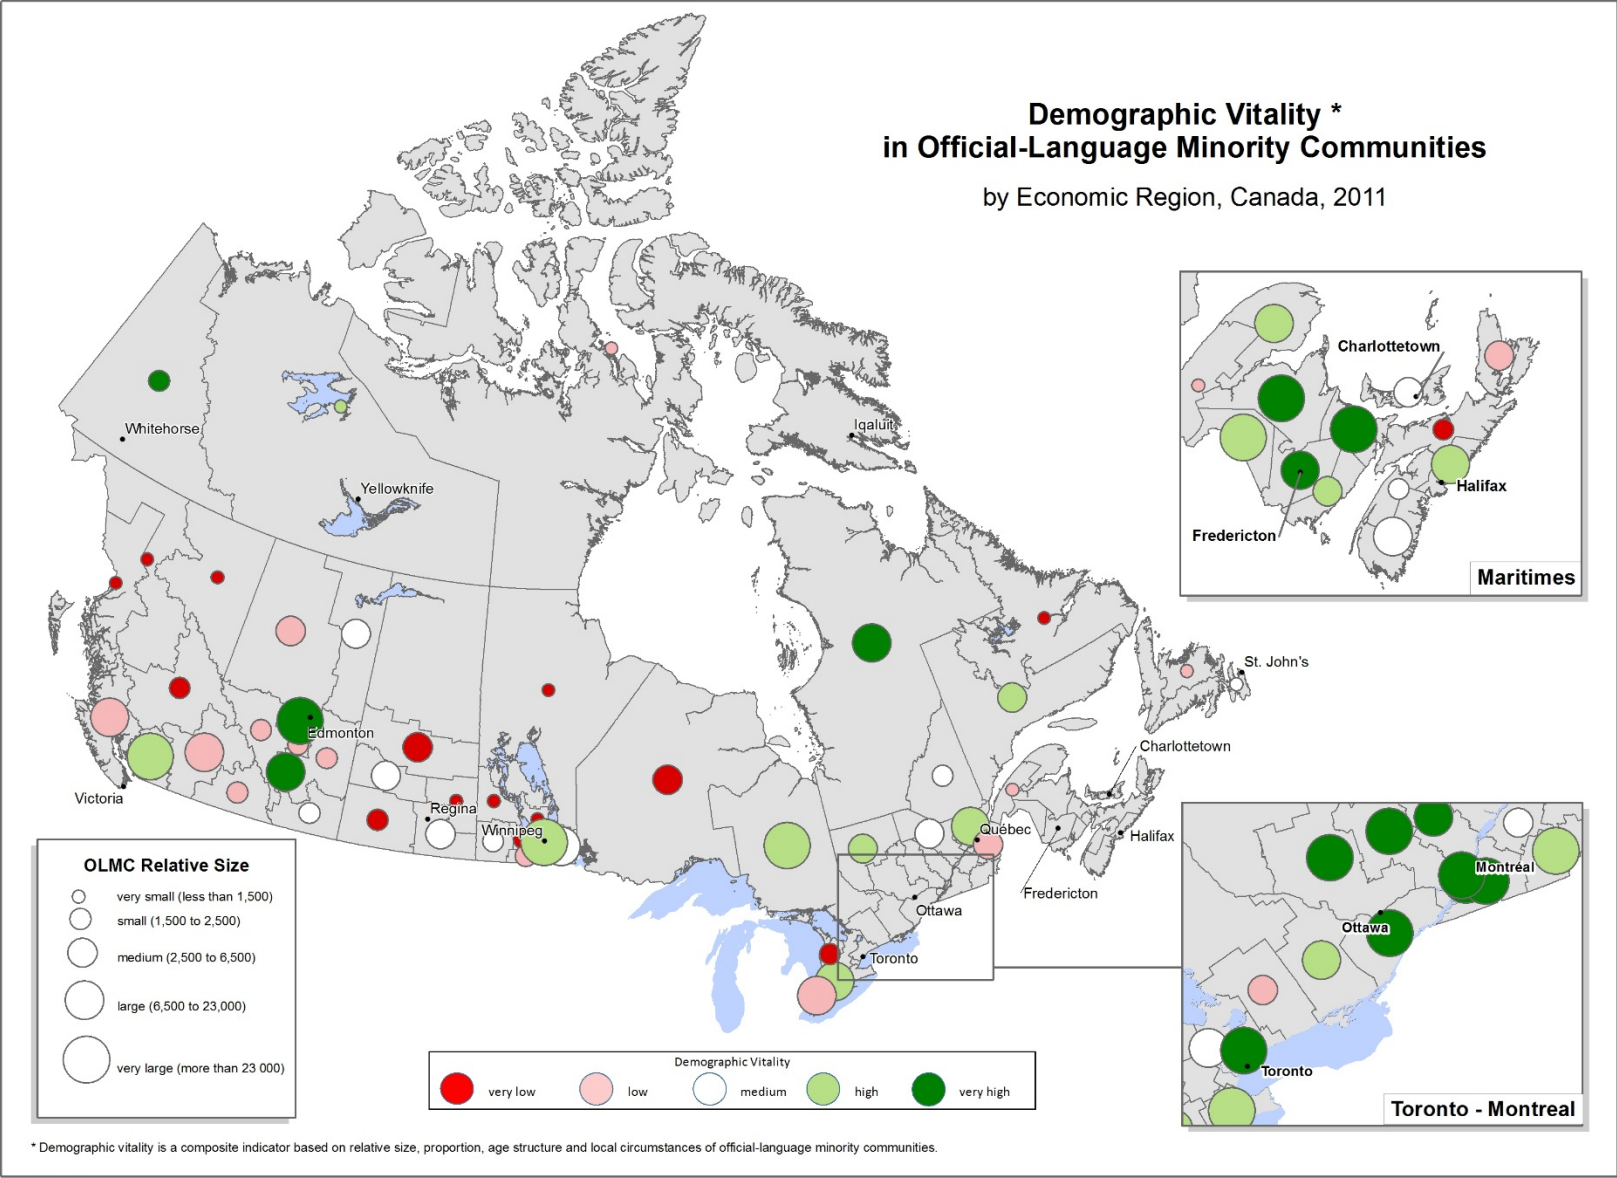 Demographic Vitality *
in Official-Language Minority Communities
by Economic Region, Canada, 2011
Charlottetown
Halifax
Fredericton
Maritimes
Whitehorse
Iqaluit
Yellowknife
St. John's
Edmonton
Charlottetown
Victoria
Regina
Winnipeg
Québec
Halifax
Fredericton
Ottawa
Toronto
Montréal
Ottawa
Toronto
Toronto - Montreal
OLMC Relative Size
very small (less than 1,500)
small (1,500 to 2,500)
medium (2,500 to 6,500)
large (6,500 to 23,000)
very large (more than 23 000)
Demographic Vitality
very low low medium high very high
* Demographic vitality is a composite indicator based on relative size, proportion, age structure and local circumstances of official-language minority communities.